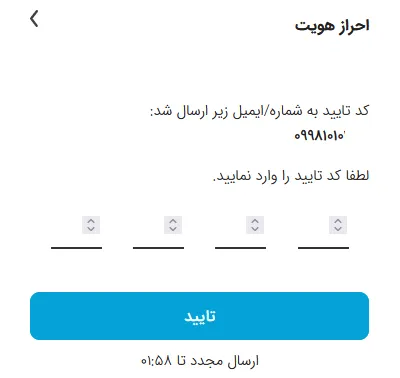 احراز هویت
کد تایید به شماره/ایمیل زیر ارسال شد:
۰۹۹۸۱۰۱۰
لطفا کد تایید را وارد نمایید.
تایید
ارسال مجدد تا ۰۱:۵۸